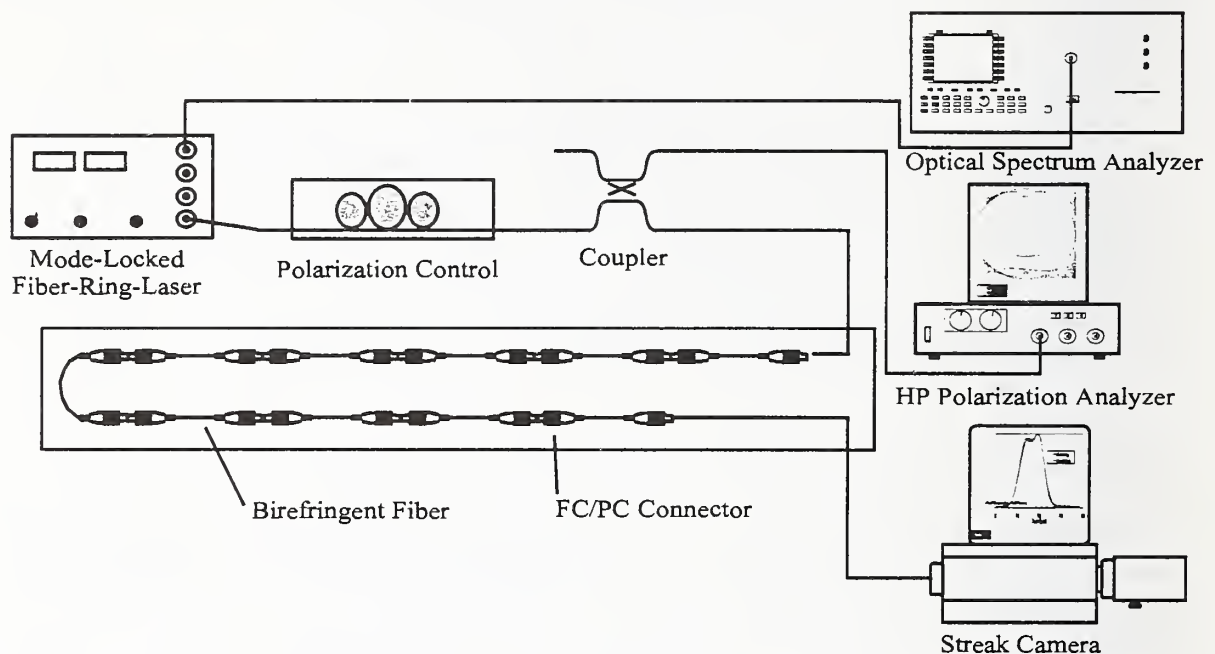 Optical Spectrum Analyzer
Mode-Locked
Fiber-Ring-Laser
Polarization Control
Coupler
HP Polarization Analyzer
Birefringent Fiber
FC/PC Connector
Streak Camera